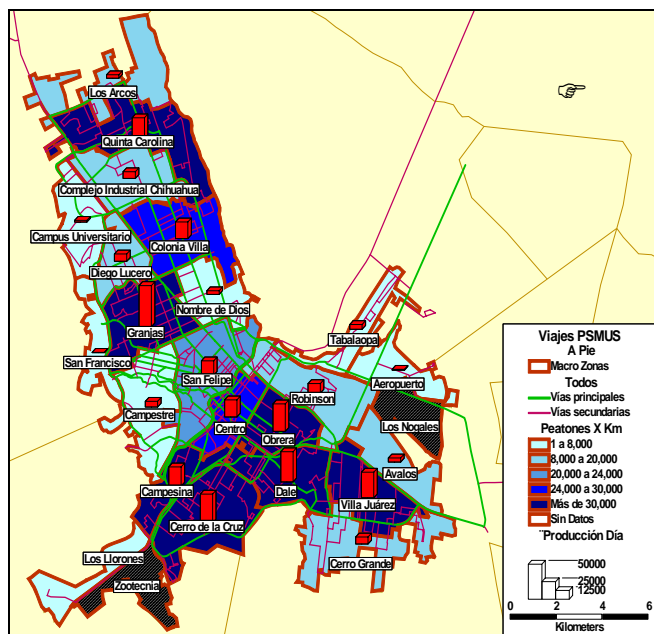 Los Arcos
Quinta Carolina
Complejo Industrial Chihuahua
Campus Universitario
Colonia Villa
Diego Lucero
Nombre de Dios
Granjas
Tabalaopa
San Francisco
San Felipe
Aeropuerto
Robinson
Campestre
Centro
Obrera
Los Nogales
Avalos
Campesina
Dale
Villa Juárez
Cerro de la Cruz
Los Llorones
Cerro Grande
Zootecnia
Viajes PSMUS
A Pie
Macro Zonas
Todos
Vías principales
Vías secundarias
Peatones X Km
1 a 8,000
8,000 a 20,000
20,000 a 24,000
24,000 a 30,000
Más de 30,000
Sin Datos
¨Producción Día
50000
25000
12500
0 2 4 6
Kilometers